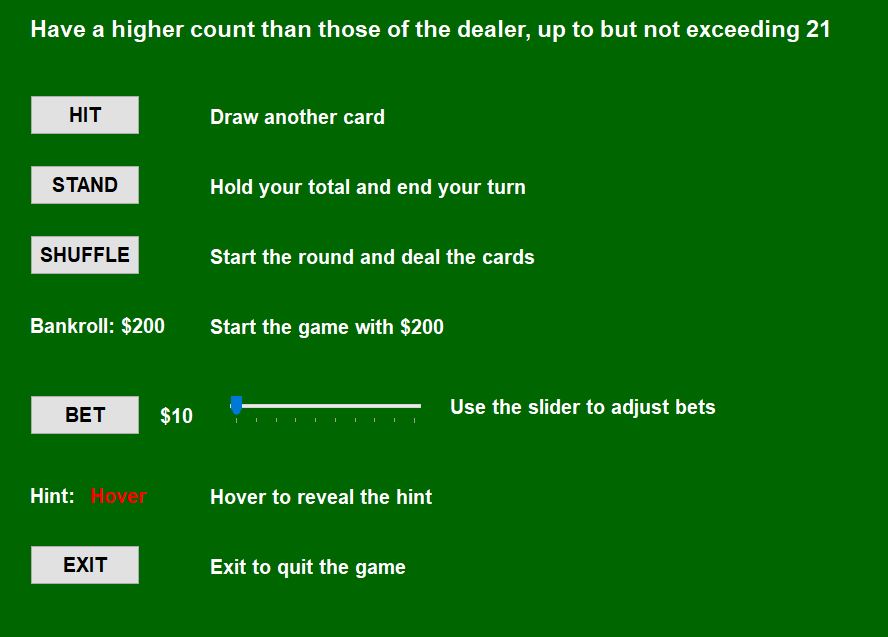 Have a higher count than those of the dealer, up to but not exceeding 21
HIT Draw another card
STAND Hold your total and end your turn
SHUFFLE Start the round and deal the cards
Bankroll: $200 Start the game with $200
BET $10 Use the slider to adjust bets
Hint: Hover Hover to reveal the hint
EXIT Exit to quit the game